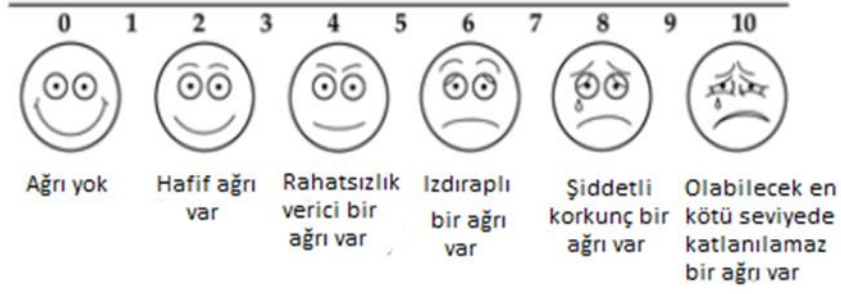 0 1 2 3 4 5 6 7 8 9 10
Ağrı yok
Hafif ağrı
var
Rahatsızlık
verici bir
ağrı var
Izdıraplı
bir ağrı
var
Şiddetli
korkunç bir
ağrı var
Olabilecek en
kötü seviyede
katlanılamaz
bir ağrı var